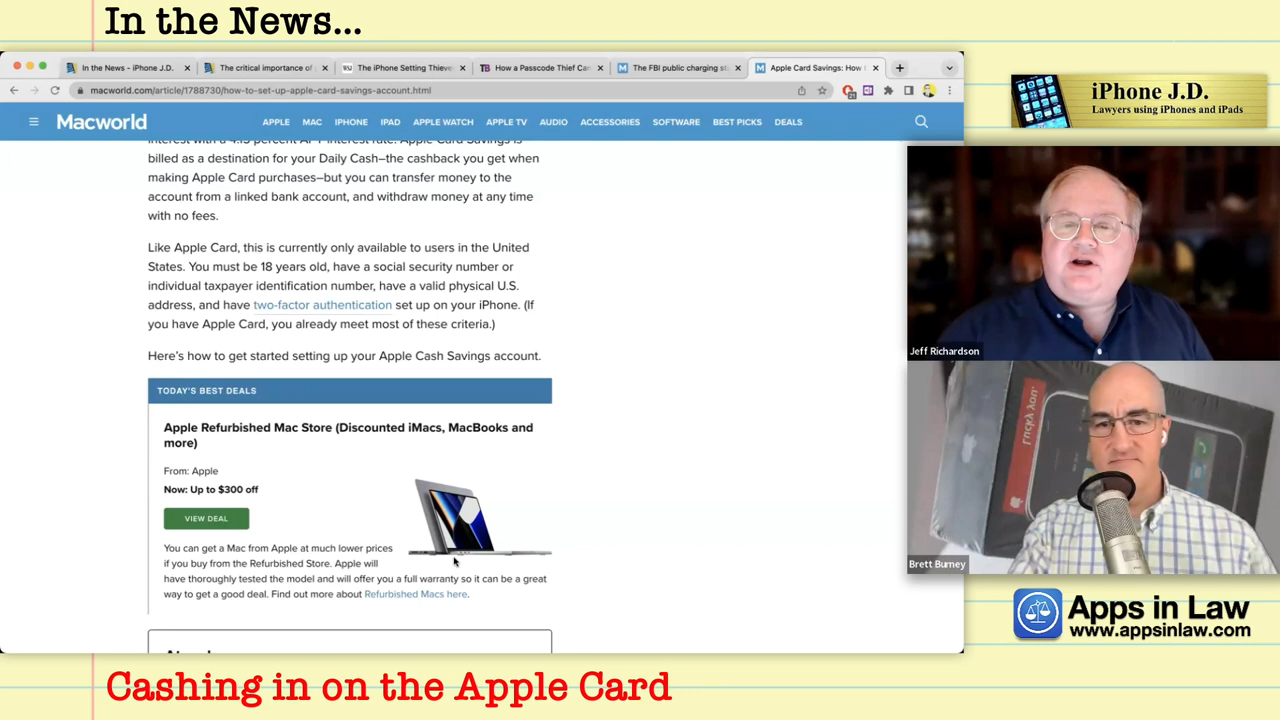 In the News...
In the News - iPhone J.D.
The critical importance of
The iPhone Setting Thieve
How a Passcode Thief Can
The FBI public charging st
Apple Card Savings: How
macworld.com/article/1788730/how-to-set-up-apple-card-savings-account.html
21
Macworld
APPLE MAC IPHONE IPAD APPLE WATCH APPLE TV AUDIO ACCESSORIES SOFTWARE BEST PICKS DEALS
interest with a 4.15 percent APY interest rate. Apple Card Savings is
billed as a destination for your Daily Cash–the cashback you get when
making Apple Card purchases–but you can transfer money to the
account from a linked bank account, and withdraw money at any time
with no fees.
Like Apple Card, this is currently only available to users in the United
States. You must be 18 years old, have a social security number or
individual taxpayer identification number, have a valid physical U.S.
address, and have two-factor authentication set up on your iPhone. (If
you have Apple Card, you already meet most of these criteria.)
Here's how to get started setting up your Apple Cash Savings account.
TODAY'S BEST DEALS
Apple Refurbished Mac Store (Discounted iMacs, MacBooks and
more)
From: Apple
Now: Up to $300 off
VIEW DEAL
You can get a Mac from Apple at much lower prices
if you buy from the Refurbished Store. Apple will
have thoroughly tested the model and will offer you a full warranty so it can be a great
way to get a good deal. Find out more about Refurbished Macs here.
iPhone J.D.
Lawyers using iPhones and iPads
Jeff Richardson
Brett Burney
Apps in Law
www.appsinlaw.com
Cashing in on the Apple Card